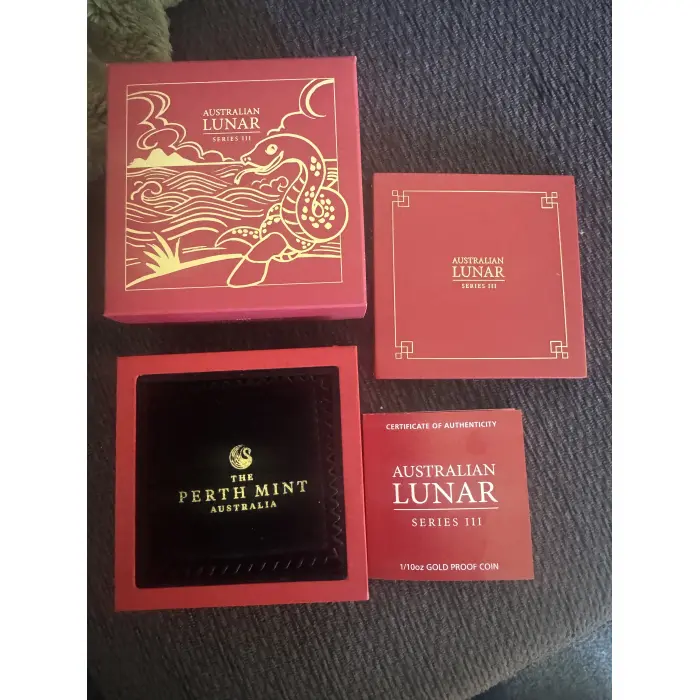 AUSTRALIAN
LUNAR
SERIES III
AUSTRALIAN
LUNAR
SERIES III
THE
PERTH MINT
AUSTRALIA
CERTIFICATE OF AUTHENTICITY
AUSTRALIAN
LUNAR
SERIES III
1/10oz GOLD PROOF COIN